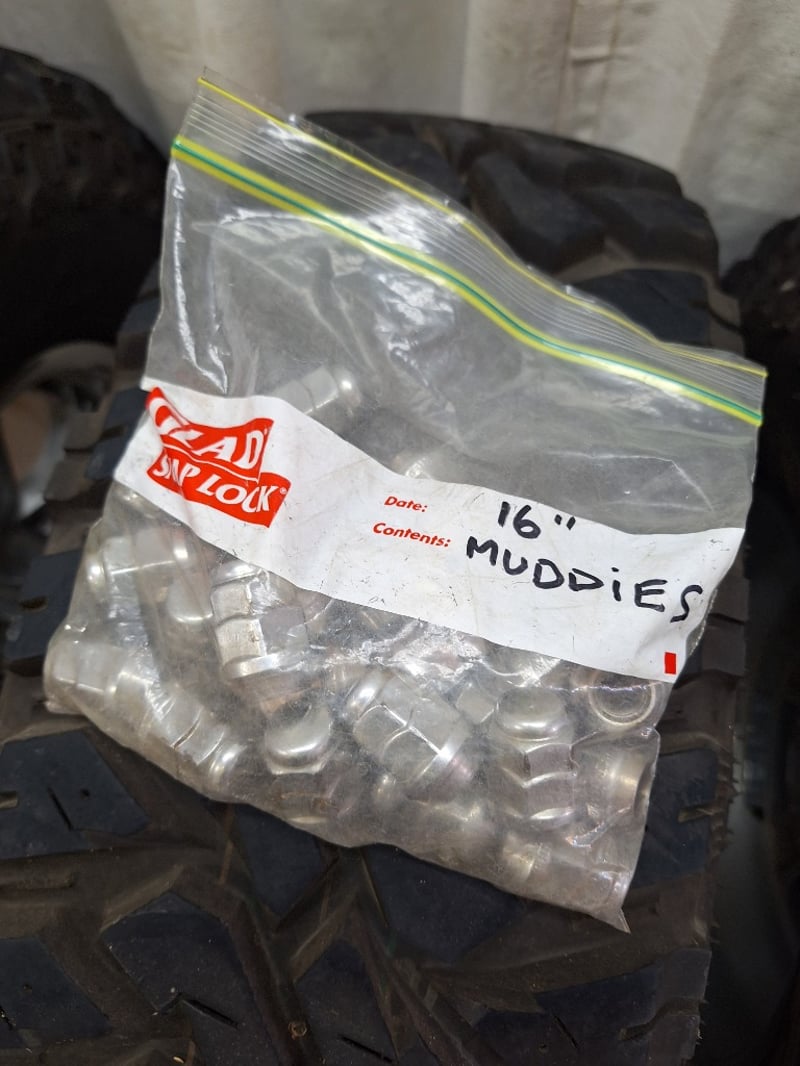 GLAD
SNAP LOCK®
Date:
16"
Contents:
MUDDiES